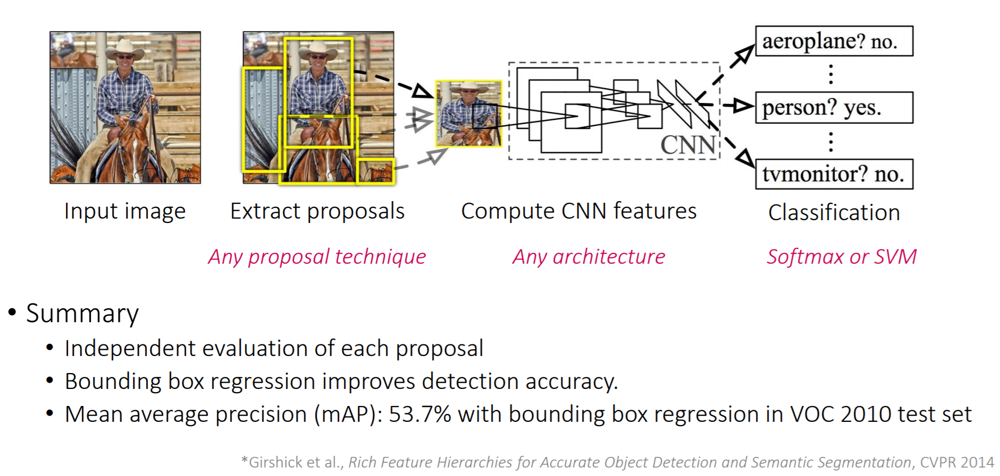 aeroplane? no.
⋮
person? yes.
⋮
tvmonitor? no.
CNN
Input image
Extract proposals
Compute CNN features
Classification
Any proposal technique
Any architecture
Softmax or SVM
• Summary
• Independent evaluation of each proposal
• Bounding box regression improves detection accuracy.
• Mean average precision (mAP): 53.7% with bounding box regression in VOC 2010 test set
*Girshick et al., Rich Feature Hierarchies for Accurate Object Detection and Semantic Segmentation, CVPR 2014